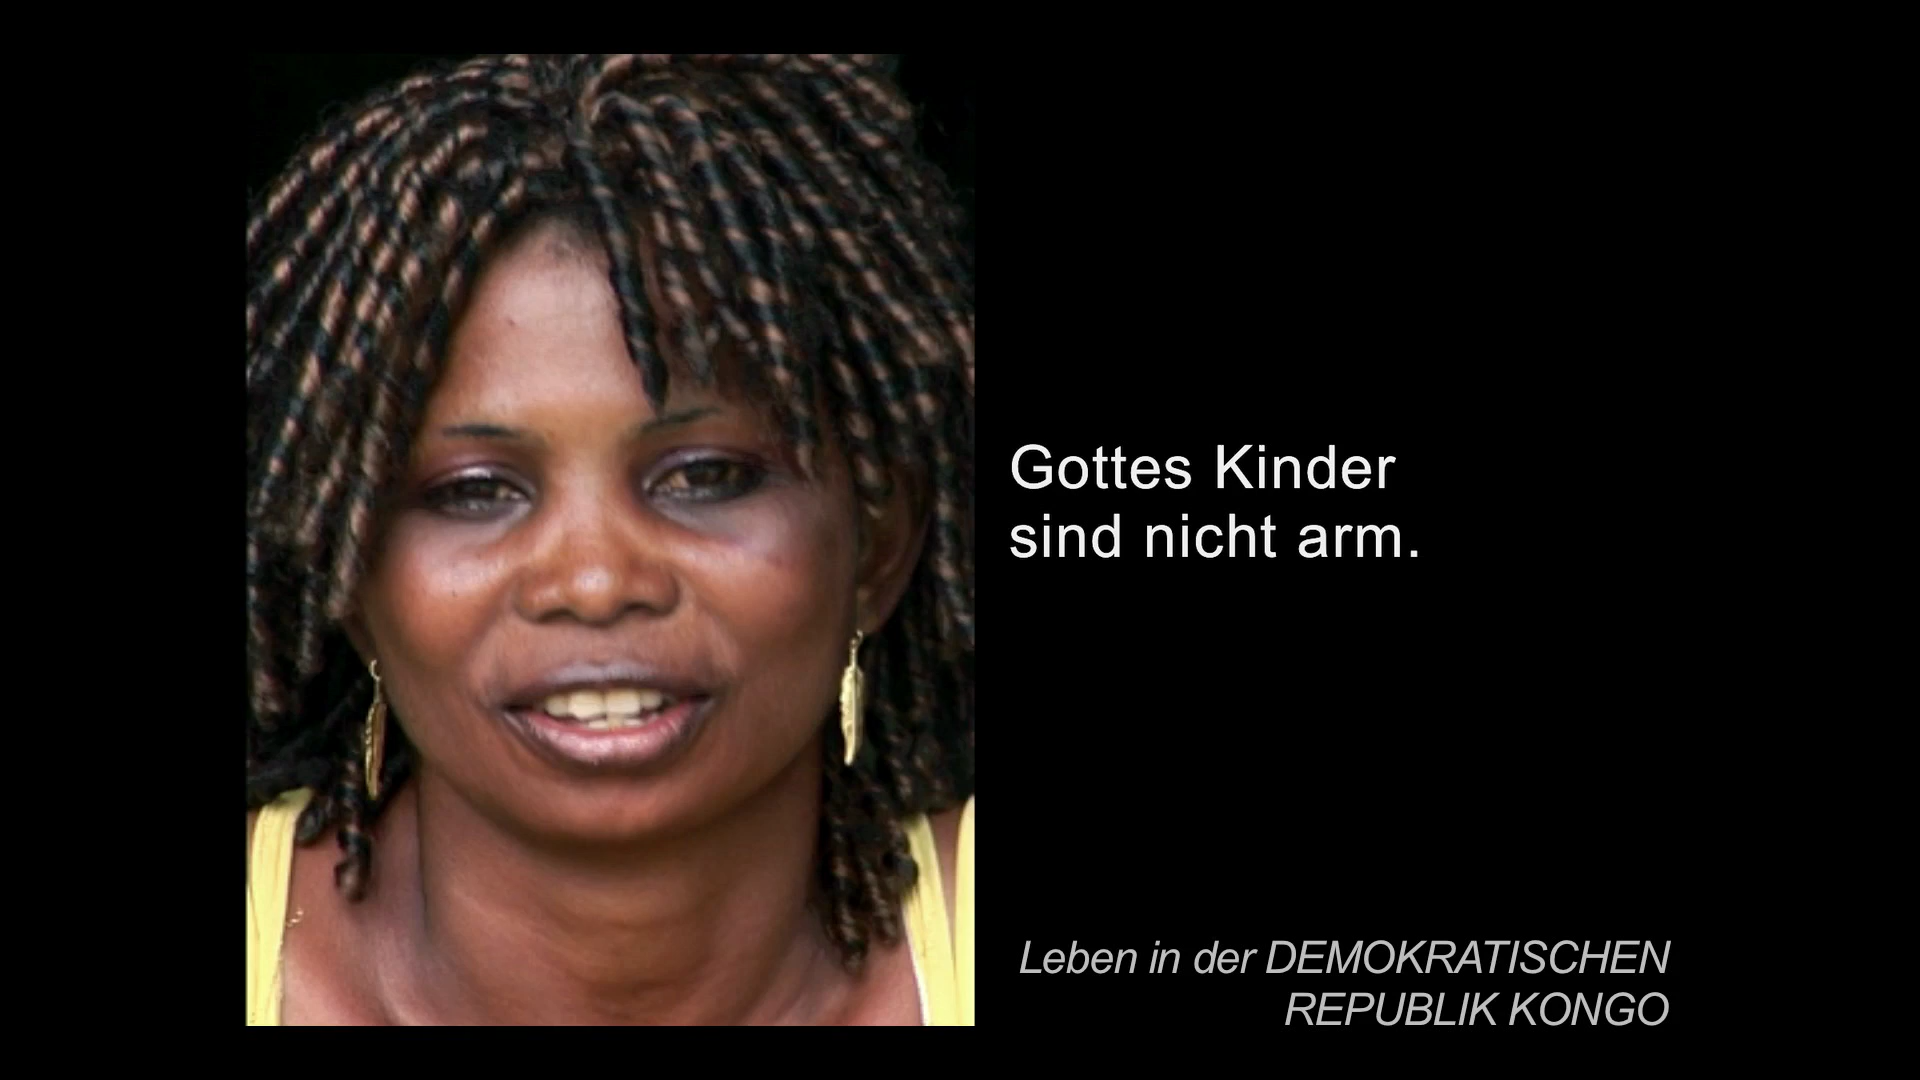 Gottes Kinder
sind nicht arm.
Leben in der DEMOKRATISCHEN
REPUBLIK KONGO